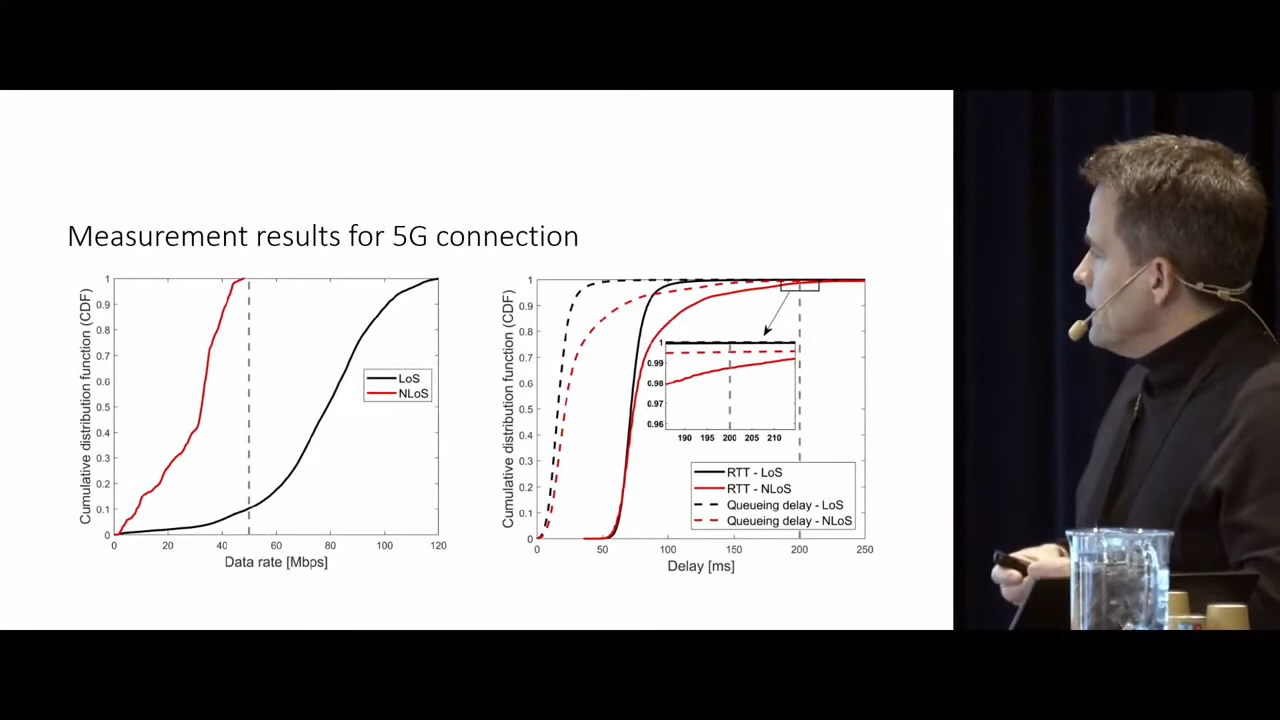 Measurement results for 5G connection
Cumulative distribution function (CDF)
1
0.9
0.8
0.7
0.6
0.5
0.4
0.3
0.2
0.1
0
0 20 40 60 80 100 120
Data rate [Mbps]
LoS
NLoS
Cumulative distribution function (CDF)
1
0.9
0.8
0.7
0.6
0.5
0.4
0.3
0.2
0.1
0
0 50 100 150 200 250
Delay [ms]
1
0.99
0.98
0.97
0.96
190 195 200 205 210
RTT - LoS
RTT - NLoS
Queueing delay - LoS
Queueing delay - NLoS